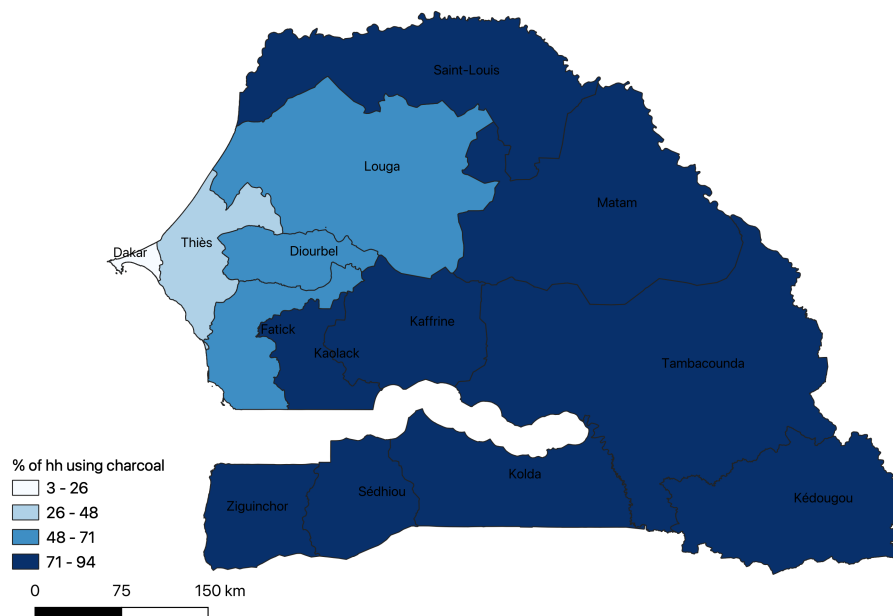 Saint-Louis
Louga
Matam
Thiès
Dakar
Diourbel
Fatick
Kaffrine
Kaolack
Tambacounda
Kolda
Sédhiou
Ziguinchor
Kédougou
% of hh using charcoal
3 - 26
26 - 48
48 - 71
71 - 94
0 75 150 km